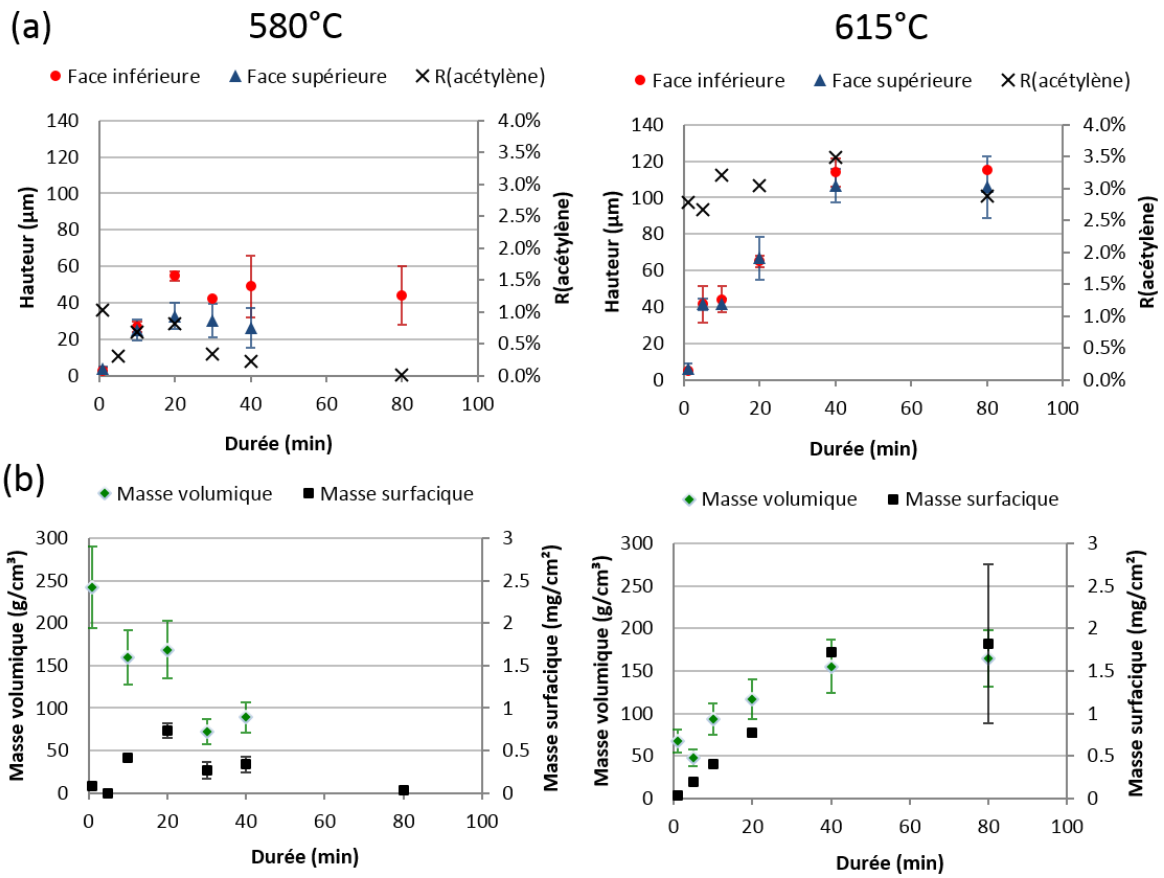 (a)
580°C
615°C
Face inférieure Face supérieure R(acétylène)
140
120
100
80
60
40
20
0
Hauteur (µm)
4.0%
3.5%
3.0%
2.5%
2.0%
1.5%
1.0%
0.5%
0.0%
R(acétylène)
0 20 40 60 80 100
Durée (min)
Face inférieure Face supérieure R(acétylène)
140
120
100
80
60
40
20
0
Hauteur (µm)
4.0%
3.5%
3.0%
2.5%
2.0%
1.5%
1.0%
0.5%
0.0%
R(acétylène)
0 20 40 60 80 100
Durée (min)
(b)
Masse volumique Masse surfacique
300
250
200
150
100
50
0
Masse volumique (g/cm³)
3
2.5
2
1.5
1
0.5
0
Masse surfacique (mg/cm²)
0 20 40 60 80 100
Durée (min)
Masse volumique Masse surfacique
300
250
200
150
100
50
0
Masse volumique (g/cm³)
3
2.5
2
1.5
1
0.5
0
Masse surfacique (mg/cm²)
0 20 40 60 80 100
Durée (min)